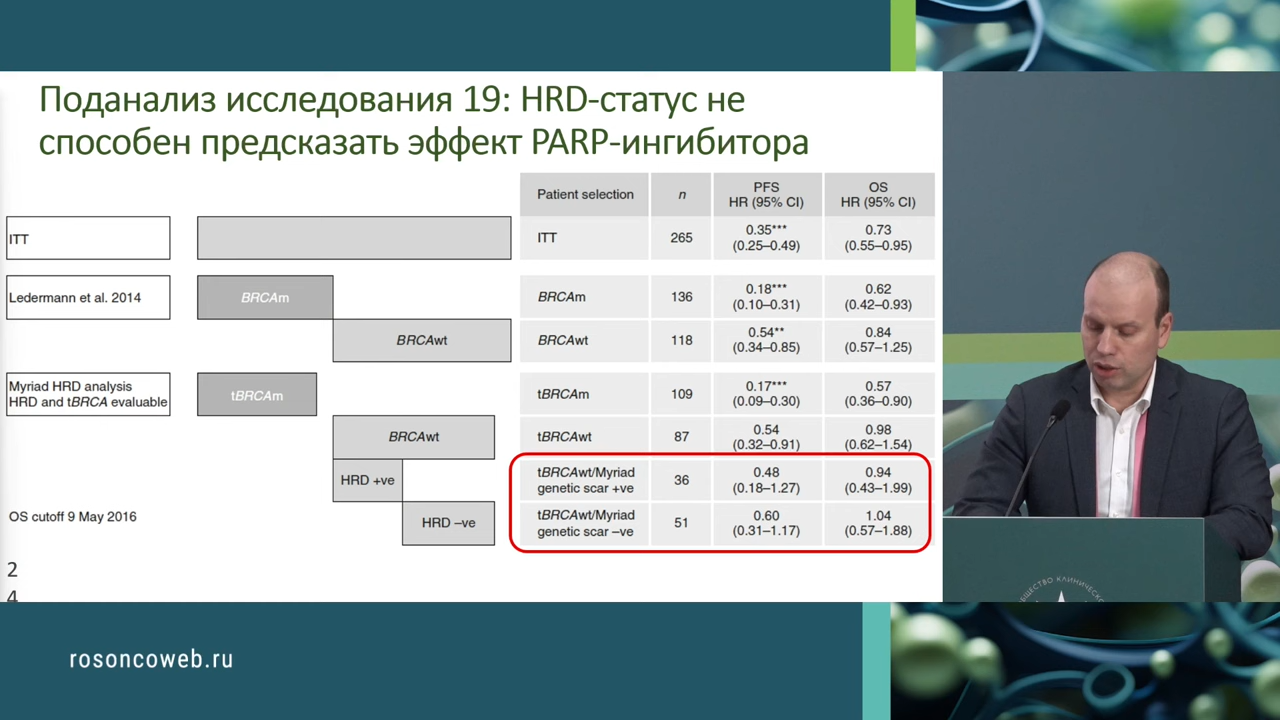 Поданализ исследования 19: HRD-статус не
способен предсказать эффект PARP-ингибитора
Patient selection n PFS HR (95% CI) OS HR (95% CI)
ITT ITT 265 0.35*** (0.25–0.49) 0.73 (0.55–0.95)
Ledermann et al. 2014 BRCAm BRCAm 136 0.18*** (0.10–0.31) 0.62 (0.42–0.93)
BRCAwt BRCAwt 118 0.54** (0.34–0.85) 0.84 (0.57–1.25)
Myriad HRD analysis
HRD and tBRCA evaluable
tBRCAm tBRCAm 109 0.17*** (0.09–0.30) 0.57 (0.36–0.90)
BRCAwt tBRCAwt 87 0.54 (0.32–0.91) 0.98 (0.62–1.54)
HRD +ve tBRCAwt/Myriad genetic scar +ve 36 0.48 (0.18–1.27) 0.94 (0.43–1.99)
HRD –ve tBRCAwt/Myriad genetic scar –ve 51 0.60 (0.31–1.17) 1.04 (0.57–1.88)
OS cutoff 9 May 2016
2
4
rosoncoweb.ru